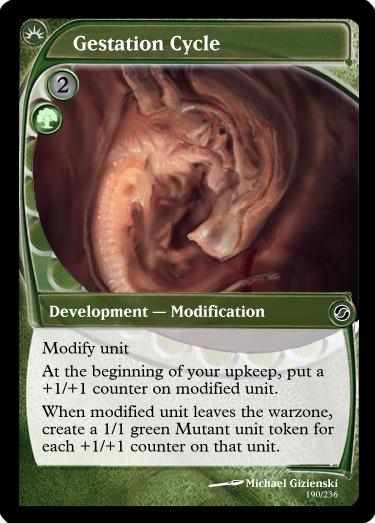 Gestation Cycle
2
Development — Modification
Modify unit
At the beginning of your upkeep, put a
+1/+1 counter on modified unit.
When modified unit leaves the warzone,
create a 1/1 green Mutant unit token for
each +1/+1 counter on that unit.
Michael Gizienski
190/236